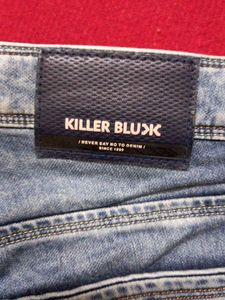 KILLER BLUK
/ NEVER SAY NO TO DENIM /
SINCE 1989